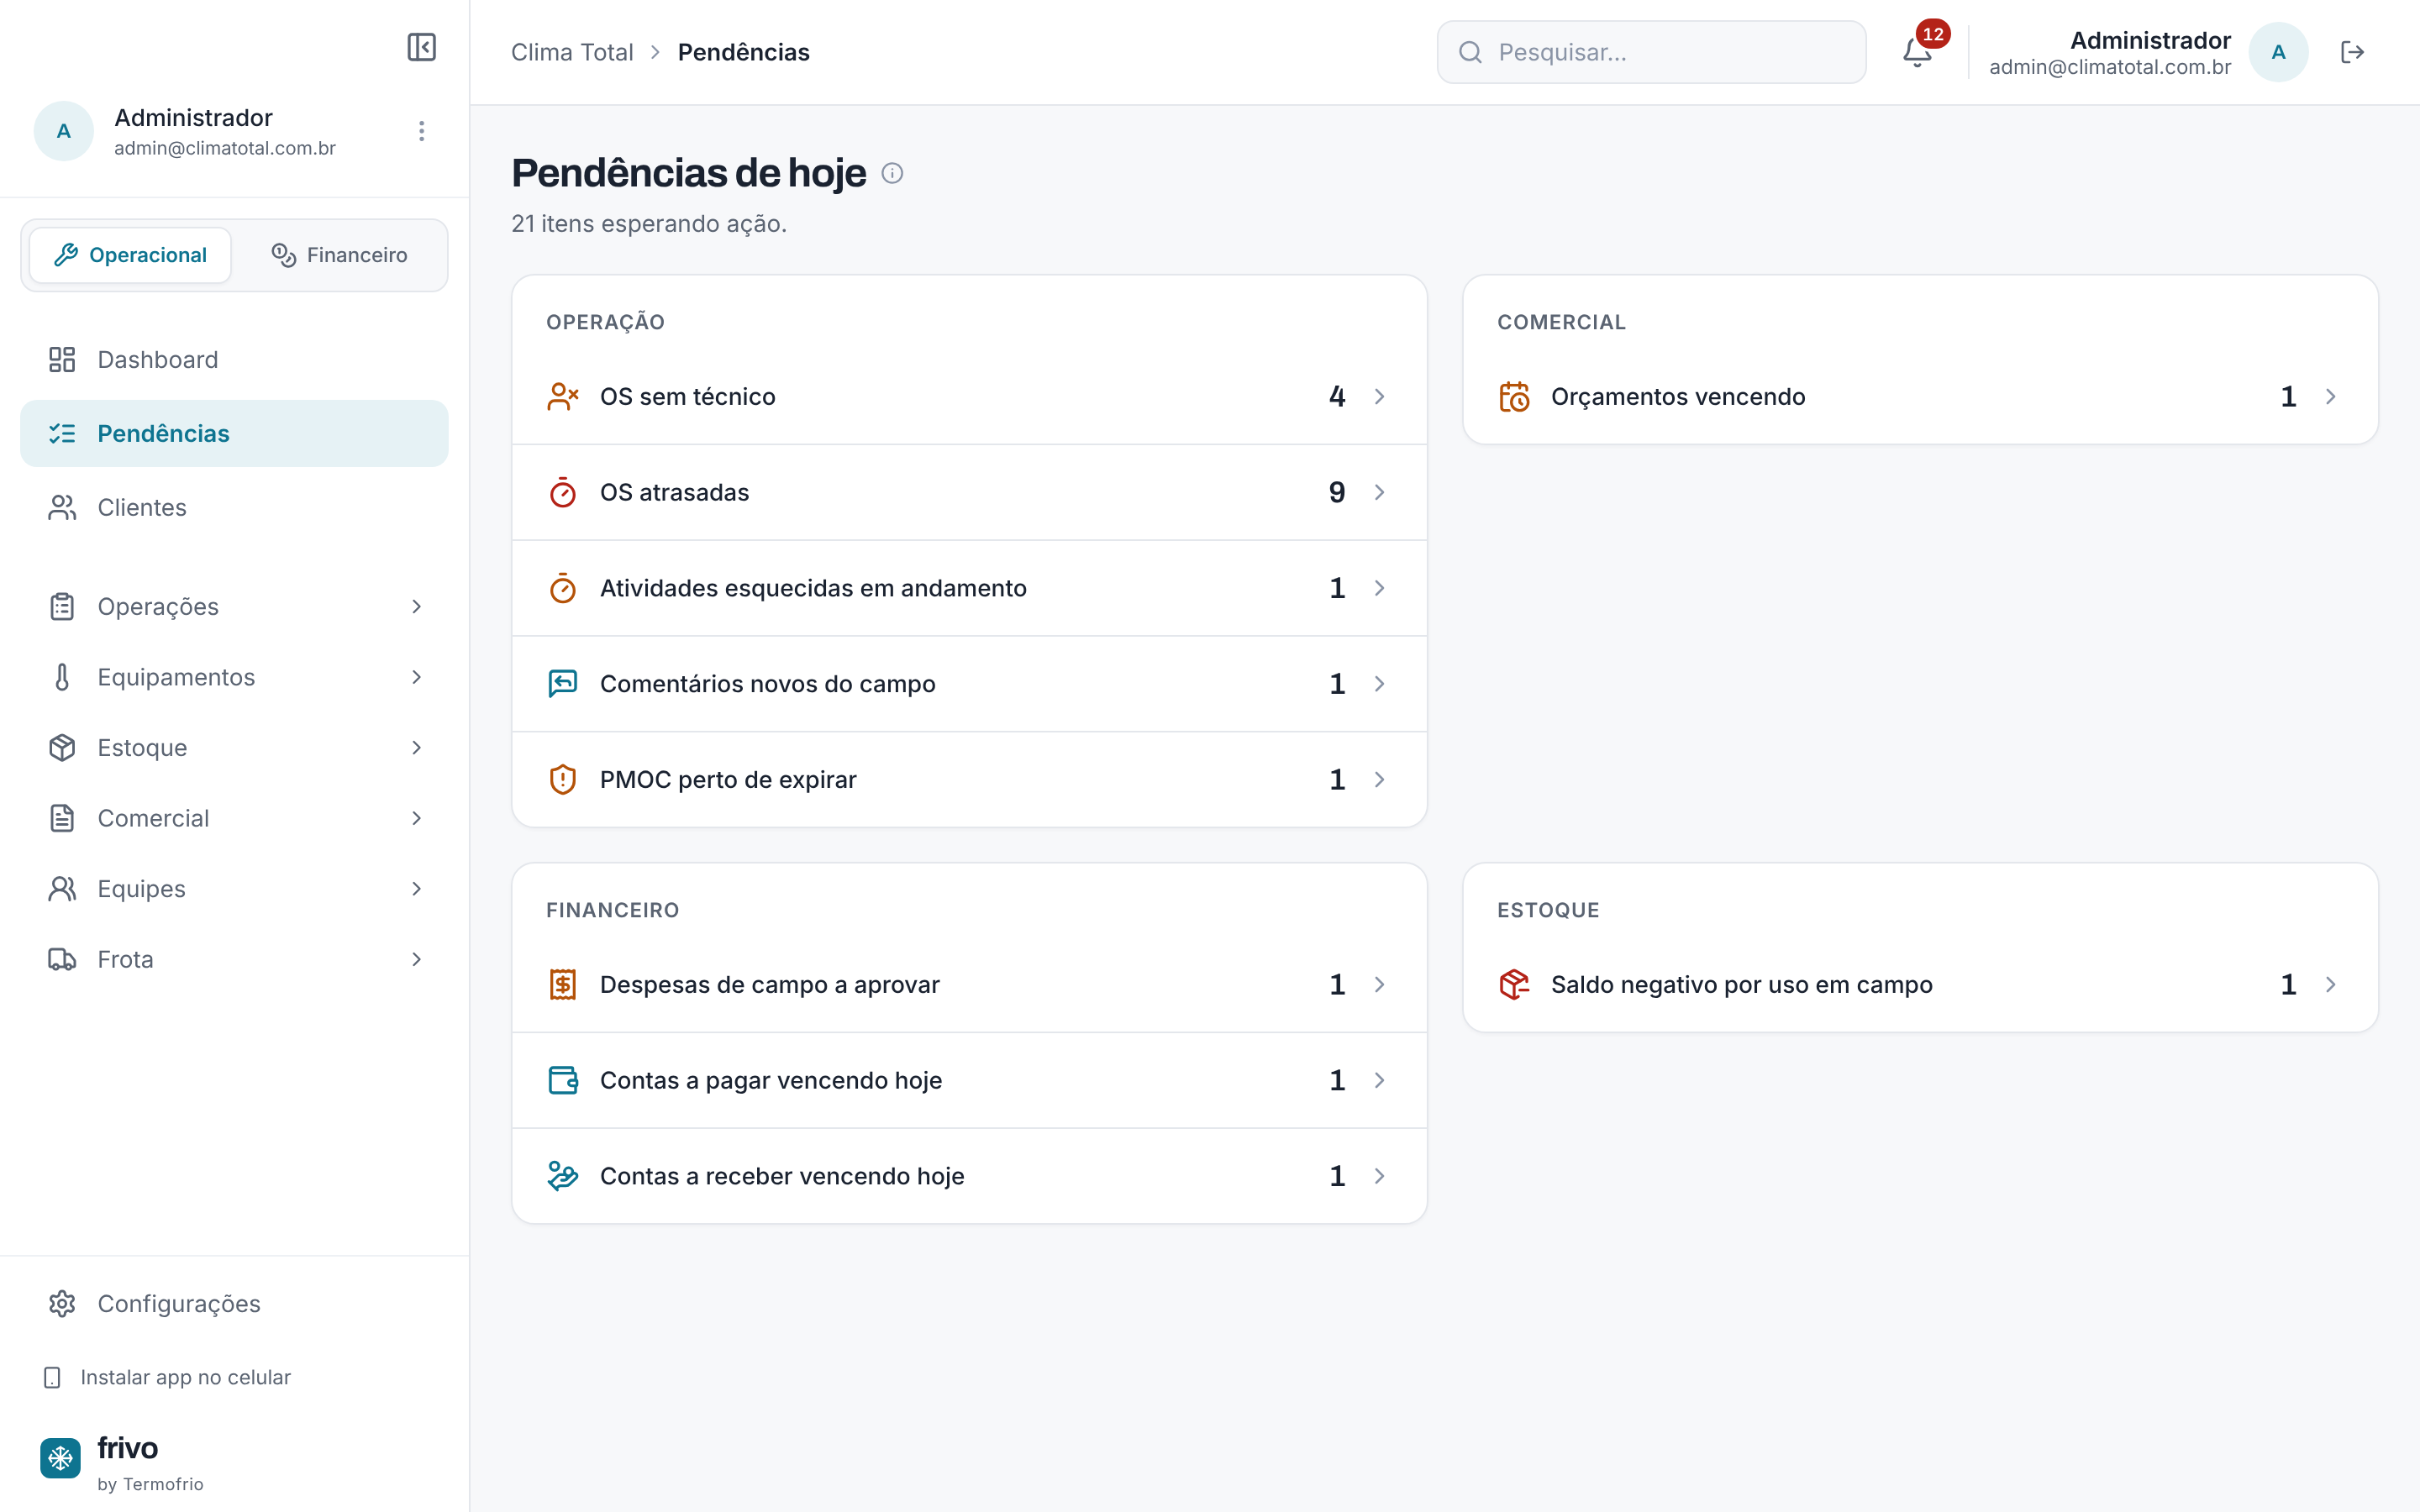 Administrador
admin@climatotal.com.br
Operacional
Financeiro
Dashboard
Pendências
Clientes
Operações
Equipamentos
Estoque
Comercial
Equipes
Frota
Configurações
Instalar app no celular
frivo
by Termofrio
Clima Total > Pendências
Pesquisar...
12
Administrador
admin@climatotal.com.br
A
A
Pendências de hoje
21 itens esperando ação.
OPERAÇÃO
OS sem técnico 4
OS atrasadas 9
Atividades esquecidas em andamento 1
Comentários novos do campo 1
PMOC perto de expirar 1
COMERCIAL
Orçamentos vencendo 1
FINANCEIRO
Despesas de campo a aprovar 1
Contas a pagar vencendo hoje 1
Contas a receber vencendo hoje 1
ESTOQUE
Saldo negativo por uso em campo 1